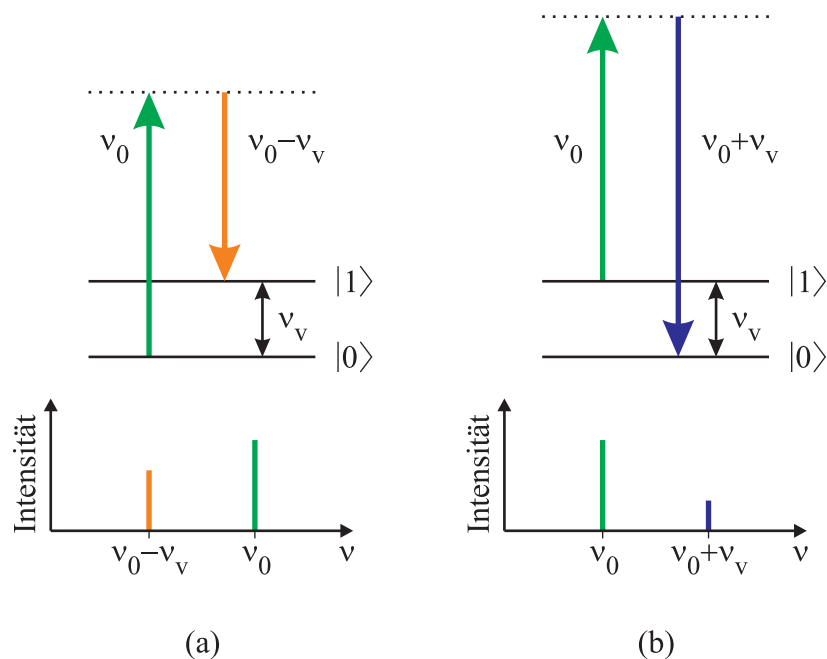 ν0
ν0−νv
|1⟩
νv
|0⟩
Intensität
ν0−νv
ν0
ν
(a)
ν0
ν0+νv
|1⟩
νv
|0⟩
Intensität
ν0
ν0+νv
ν
(b)